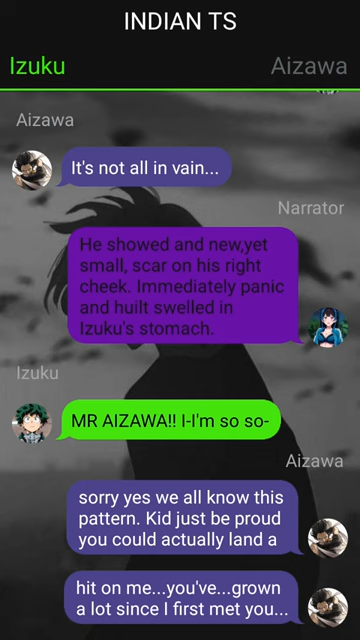 INDIAN TS
Izuku
Aizawa
Aizawa
It's not all in vain...
Narrator
He showed and new,yet
small, scar on his right
cheek. Immediately panic
and huilt swelled in
Izuku's stomach.
Izuku
MR AIZAWA!! I-I'm so so-
Aizawa
sorry yes we all know this
pattern. Kid just be proud
you could actually land a
hit on me...you've...grown
a lot since I first met you...